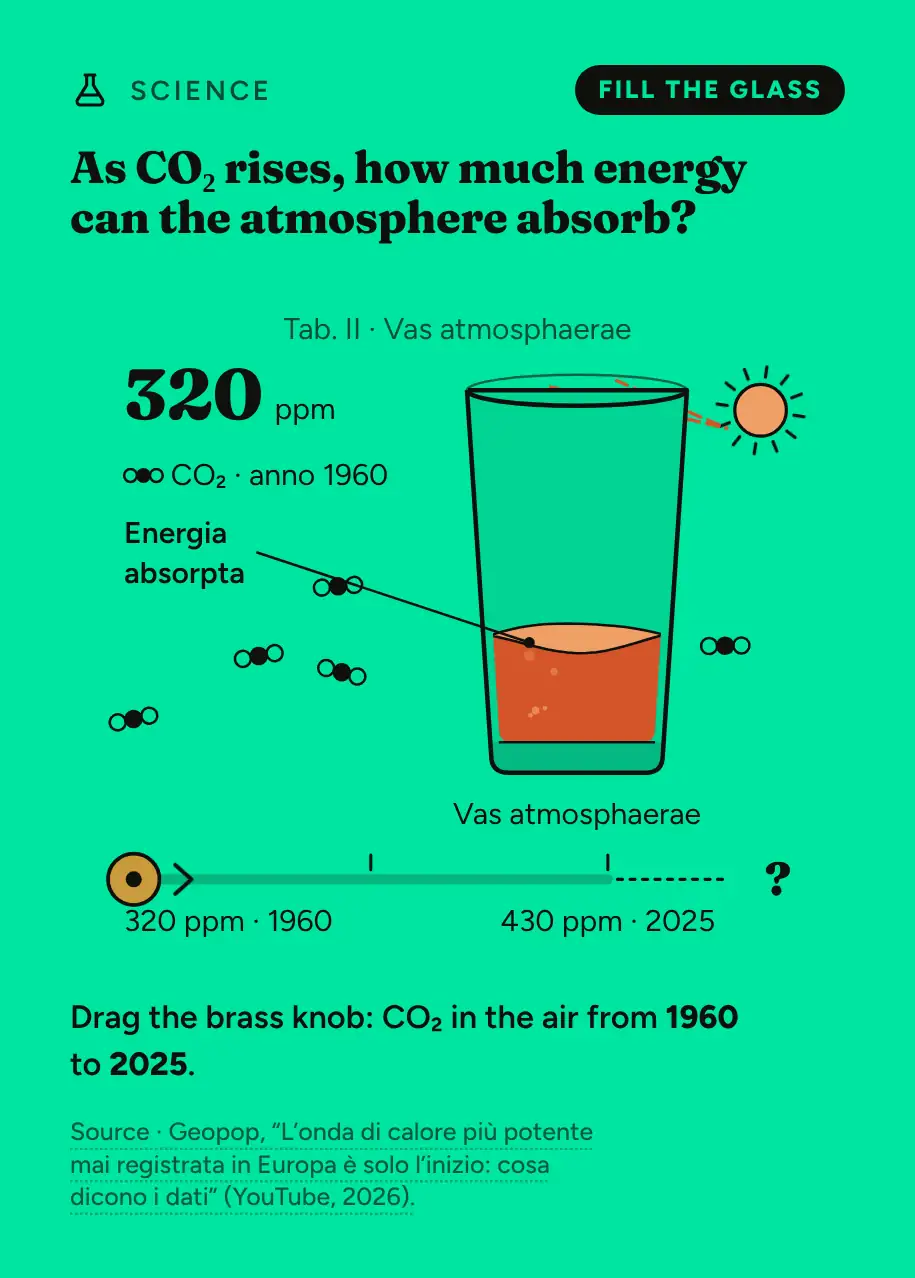 SCIENCE
FILL THE GLASS
As CO₂ rises, how much energy
can the atmosphere absorb?
Tab. II · Vas atmosphaerae
320 ppm
CO₂ · anno 1960
Energia
absorpta
Vas atmosphaerae
?
320 ppm · 1960
430 ppm · 2025
Drag the brass knob: CO₂ in the air from 1960
to 2025.
Source · Geopop, “L’onda di calore più potente
mai registrata in Europa è solo l’inizio: cosa
dicono i dati” (YouTube, 2026).